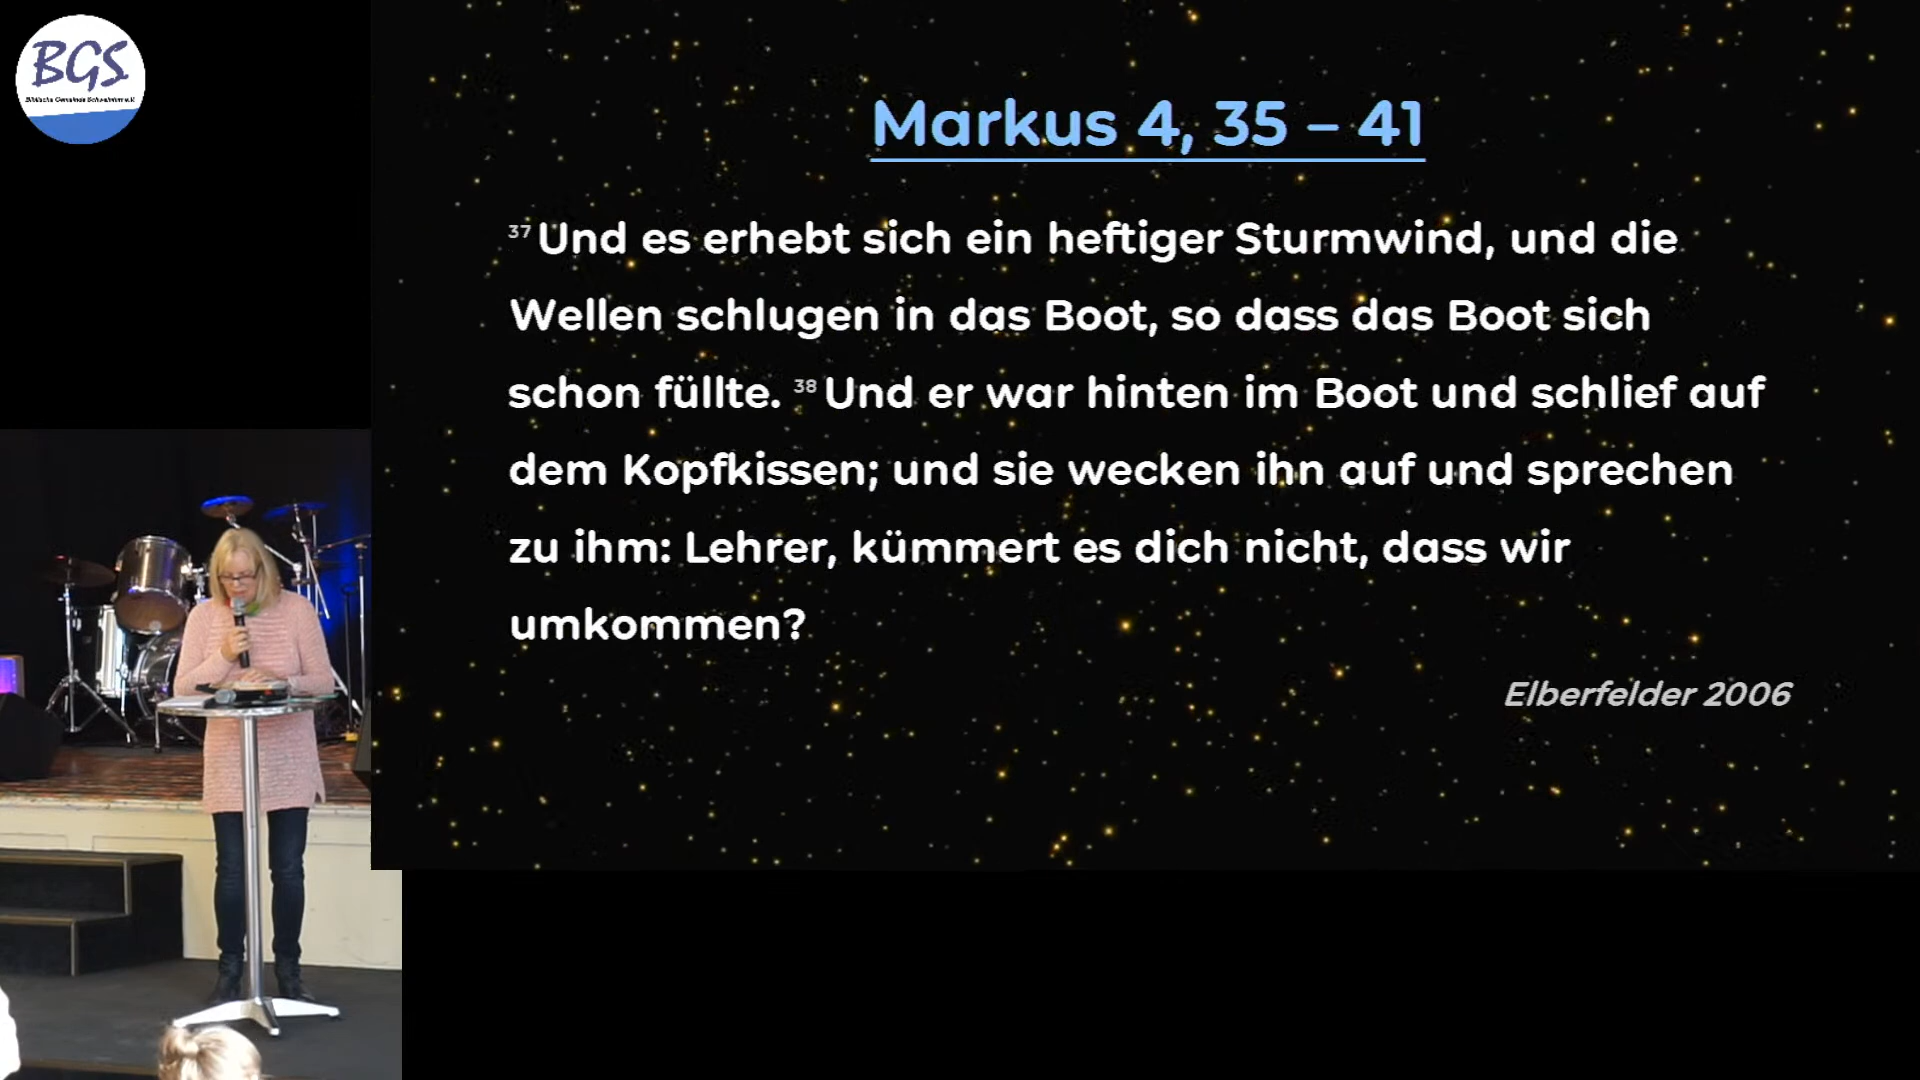 BGS
Biblische Gemeinde Schweinfurt e.V.
Markus 4, 35 – 41
³⁷ Und es erhebt sich ein heftiger Sturmwind, und die
Wellen schlugen in das Boot, so dass das Boot sich
schon füllte. ³⁸ Und er war hinten im Boot und schlief auf
dem Kopfkissen; und sie wecken ihn auf und sprechen
zu ihm: Lehrer, kümmert es dich nicht, dass wir
umkommen?
Elberfelder 2006